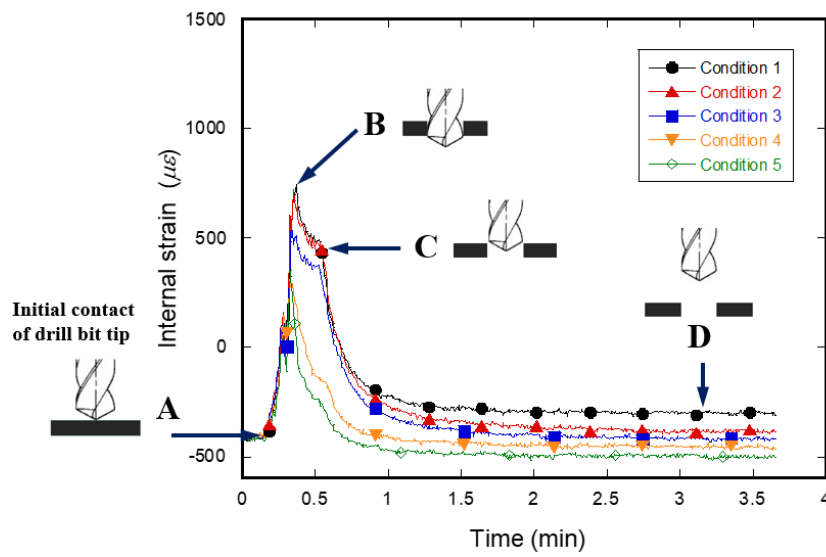 1500
1000
500
0
-500
Internal strain (με)
0 0.5 1 1.5 2 2.5 3 3.5 4
Time (min)
Condition 1
Condition 2
Condition 3
Condition 4
Condition 5
B
C
D
Initial contact
of drill bit tip
A